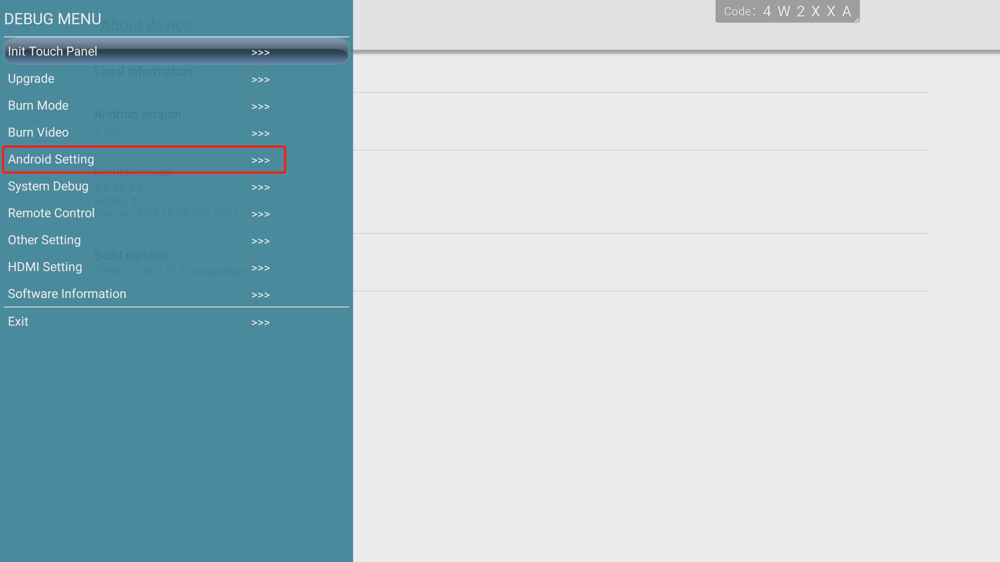 DEBUG MENU
About device
Code: 4 W 2 X X A
Init Touch Panel >>>
Legal information
Upgrade >>>
Burn Mode >>>
Android version
8.0.0
Burn Video >>>
Android Setting >>>
Kernel version
System Debug >>>
4.9.44_s5
rel@iip #1
Remote Control >>>
Thu Dec 2 09:55:55 CST 2021
Other Setting >>>
Build number
HDMI Setting >>>
OPR6.170623.013 release-keys
Software Information >>>
Exit >>>